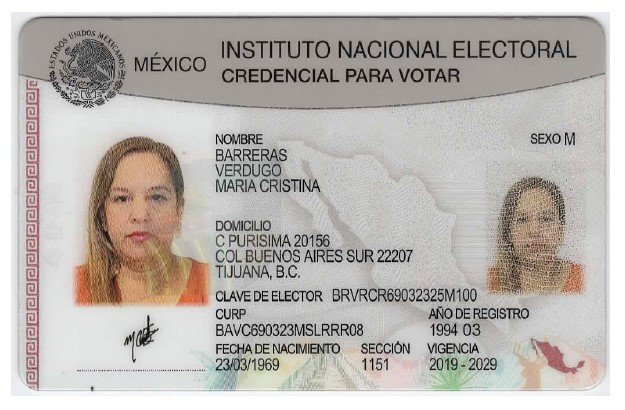 ESTADOS UNIDOS MEXICANOS
MÉXICO
INSTITUTO NACIONAL ELECTORAL
CREDENCIAL PARA VOTAR
NOMBRE
BARRERAS
VERDUGO
MARIA CRISTINA
SEXO M
DOMICILIO
C PURISIMA 20156
COL BUENOS AIRES SUR 22207
TIJUANA, B.C.
CLAVE DE ELECTOR BRVRCR69032325M100
CURP
BAVC690323MSLRRR08
AÑO DE REGISTRO
1994 03
FECHA DE NACIMIENTO
23/03/1969
SECCIÓN
1151
VIGENCIA
2019 - 2029